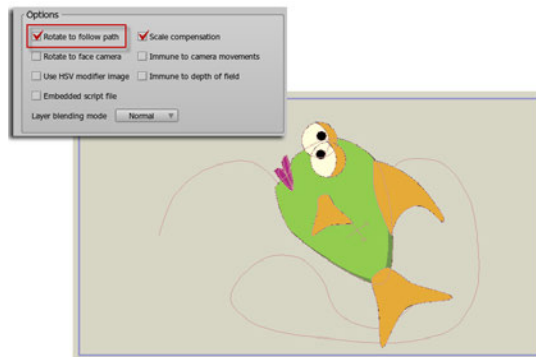 Options
Rotate to follow path
Scale compensation
Rotate to face camera
Immune to camera movements
Use HSV modifier image
Immune to depth of field
Embedded script file
Layer blending mode Normal